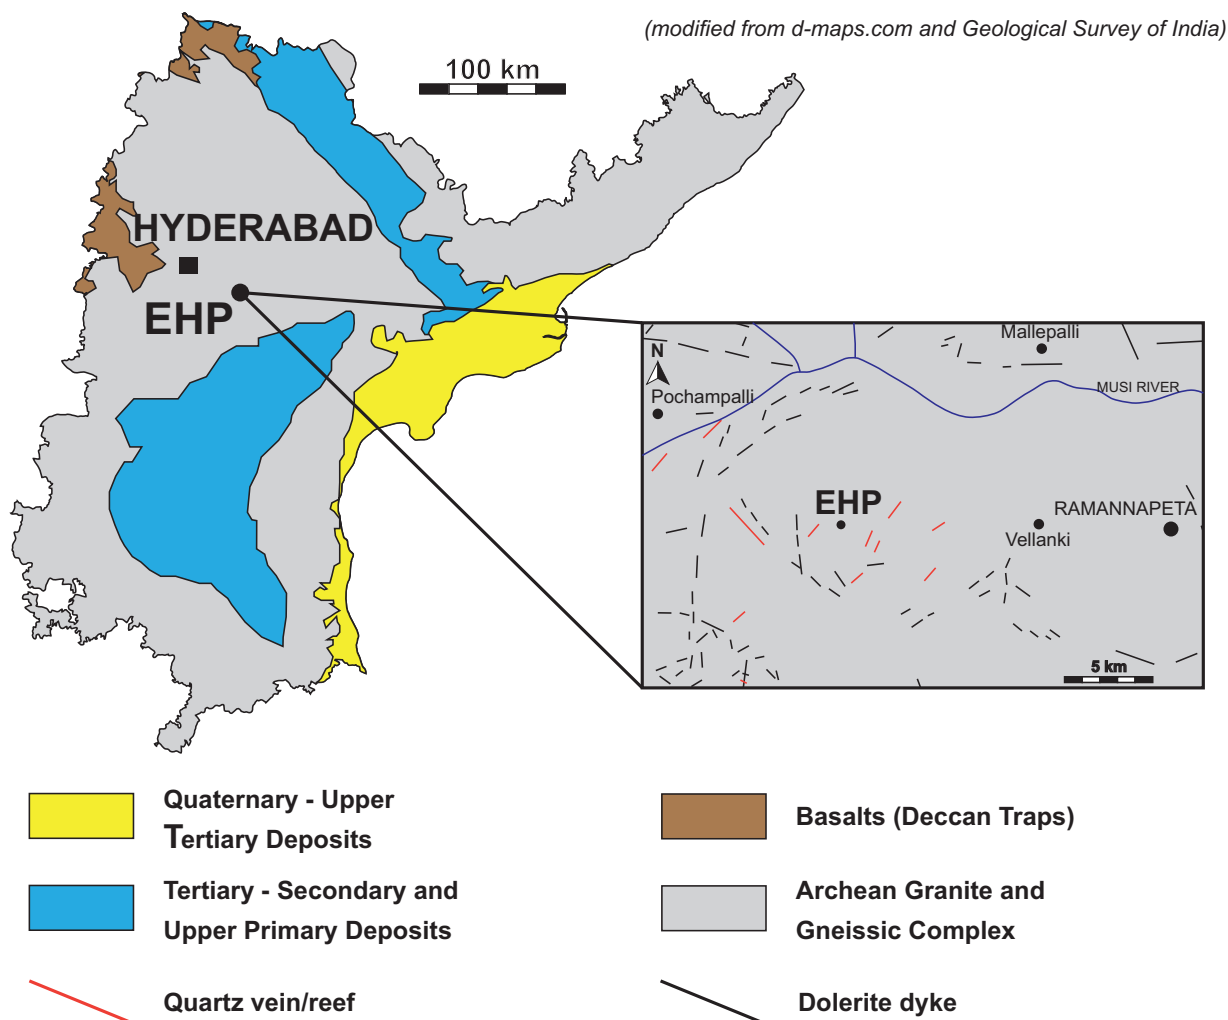 (modified from d-maps.com and Geological Survey of India)
100 km
HYDERABAD
EHP
Mallepalli
N
MUSI RIVER
Pochampalli
EHP
RAMANNAPETA
Vellanki
5 km
Quaternary - Upper
Tertiary Deposits
Basalts (Deccan Traps)
Tertiary - Secondary and
Upper Primary Deposits
Archean Granite and
Gneissic Complex
Quartz vein/reef
Dolerite dyke